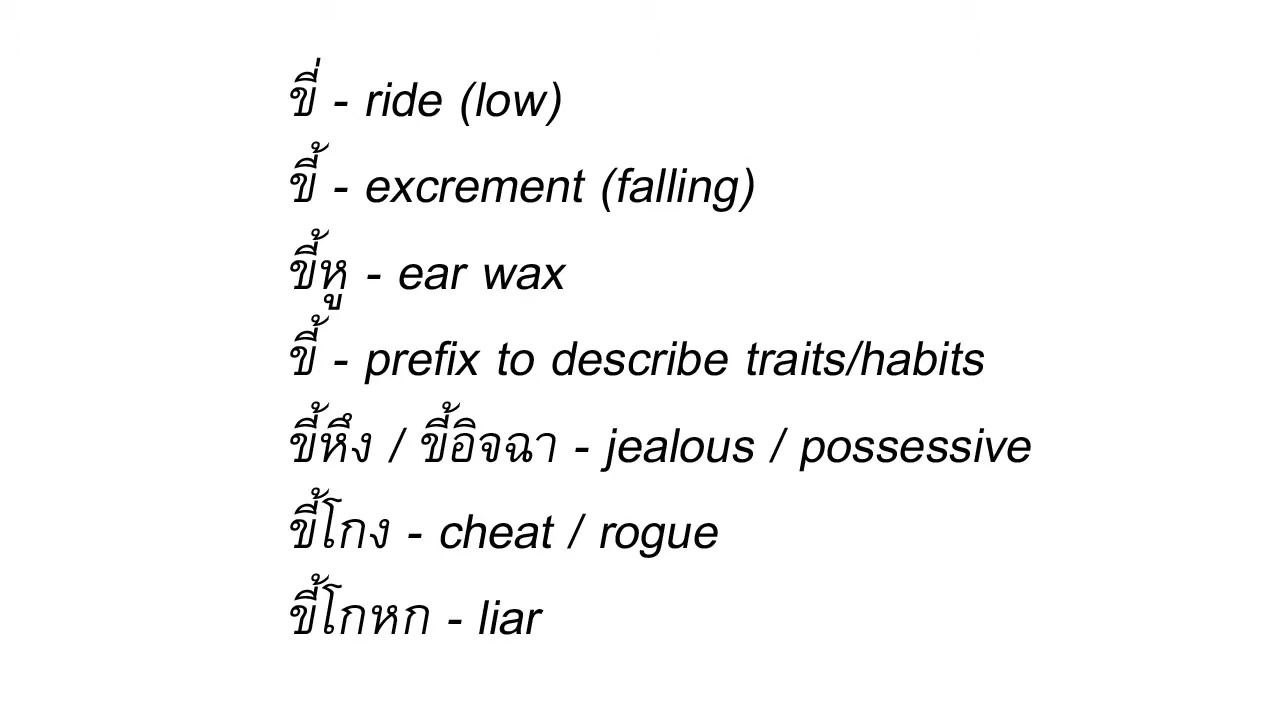 ขี่ - ride (low)
ขี้ - excrement (falling)
ขี้หู - ear wax
ขี้ - prefix to describe traits/habits
ขี้หึง / ขี้อิจฉา - jealous / possessive
ขี้โกง - cheat / rogue
ขี้โกหก - liar